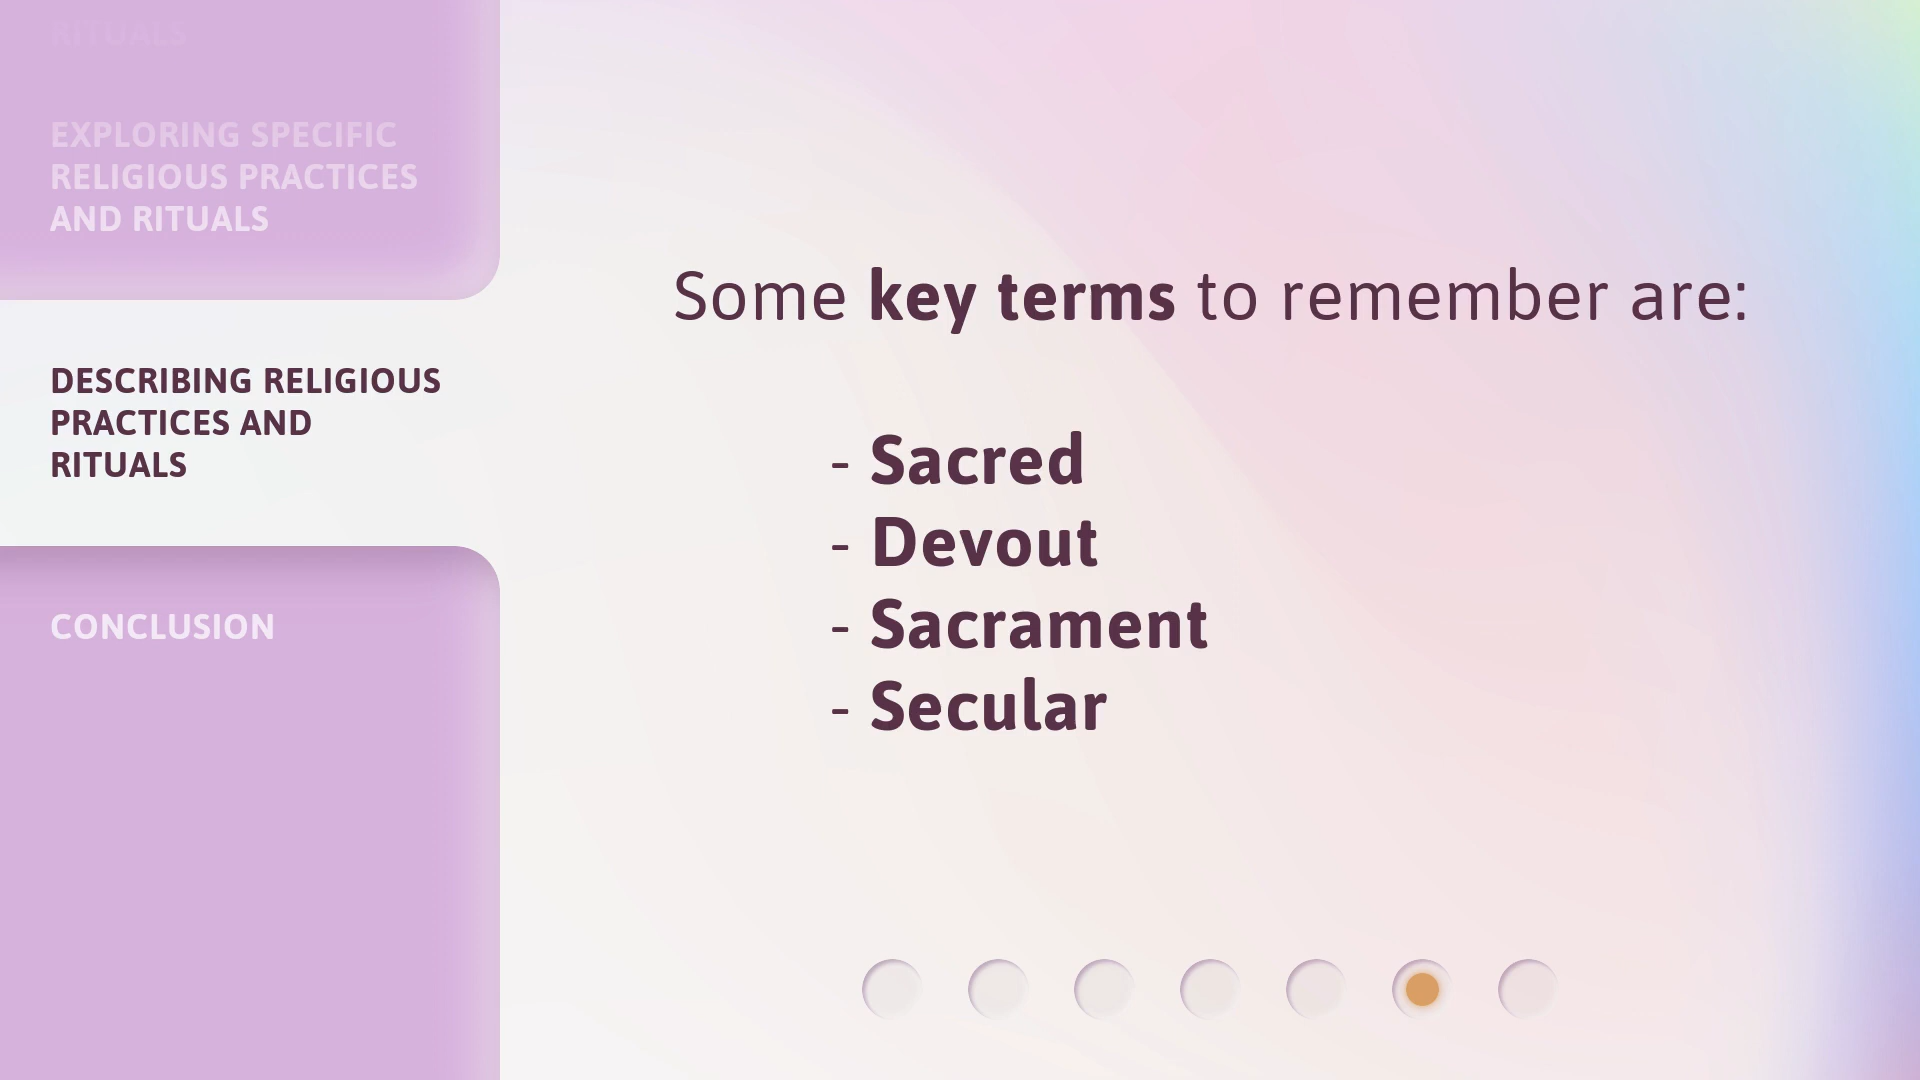 RITUALS
EXPLORING SPECIFIC
RELIGIOUS PRACTICES
AND RITUALS
DESCRIBING RELIGIOUS
PRACTICES AND
RITUALS
CONCLUSION
Some key terms to remember are:
- Sacred
- Devout
- Sacrament
- Secular